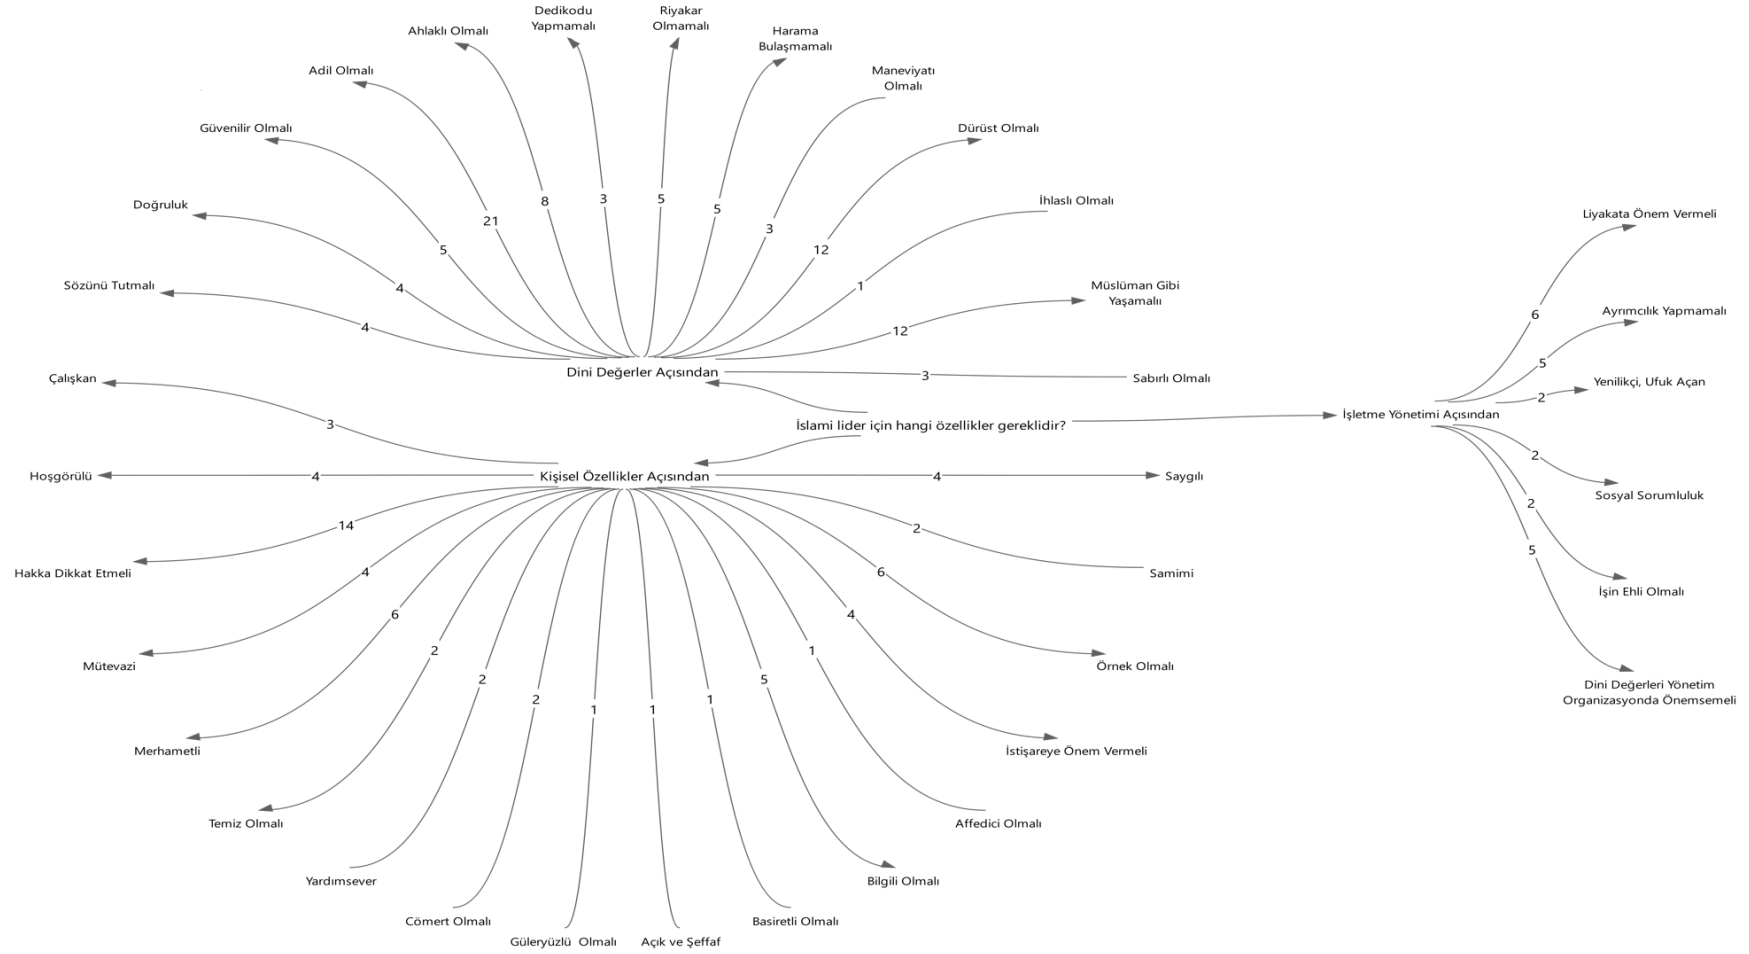 Dedikodu
Yapmamalı
Riyakar
Olmamalı
Ahlaklı Olmalı
Harama
Bulaşmamalı
Adil Olmalı
Maneviyatı
Olmalı
Güvenilir Olmalı
Dürüst Olmalı
Doğruluk
İhlaslı Olmalı
Sözünü Tutmalı
Müslüman Gibi
Yaşamalıı
8
3
5
5
21
3
5
12
4
1
4
12
Dini Değerler Açısından
3
Sabırlı Olmalı
Liyakata Önem Vermeli
6
Ayrımcılık Yapmamalı
5
Yenilikçi, Ufuk Açan
2
İslami lider için hangi özellikler gereklidir?
İşletme Yönetimi Açısından
2
Sosyal Sorumluluk
2
İşin Ehli Olmalı
5
Dini Değerleri Yönetim
Organizasyonda Önemsemeli
Çalışkan
3
Hoşgörülü
4
Kişisel Özellikler Açısından
4
Saygılı
14
2
Hakka Dikkat Etmeli
Samimi
4
6
6
4
Mütevazi
Örnek Olmalı
2
1
2
5
2
1
1
1
Merhametli
İstişareye Önem Vermeli
Temiz Olmalı
Affedici Olmalı
Yardımsever
Bilgili Olmalı
Cömert Olmalı
Basiretli Olmalı
Güleryüzlü Olmalı
Açık ve Şeffaf